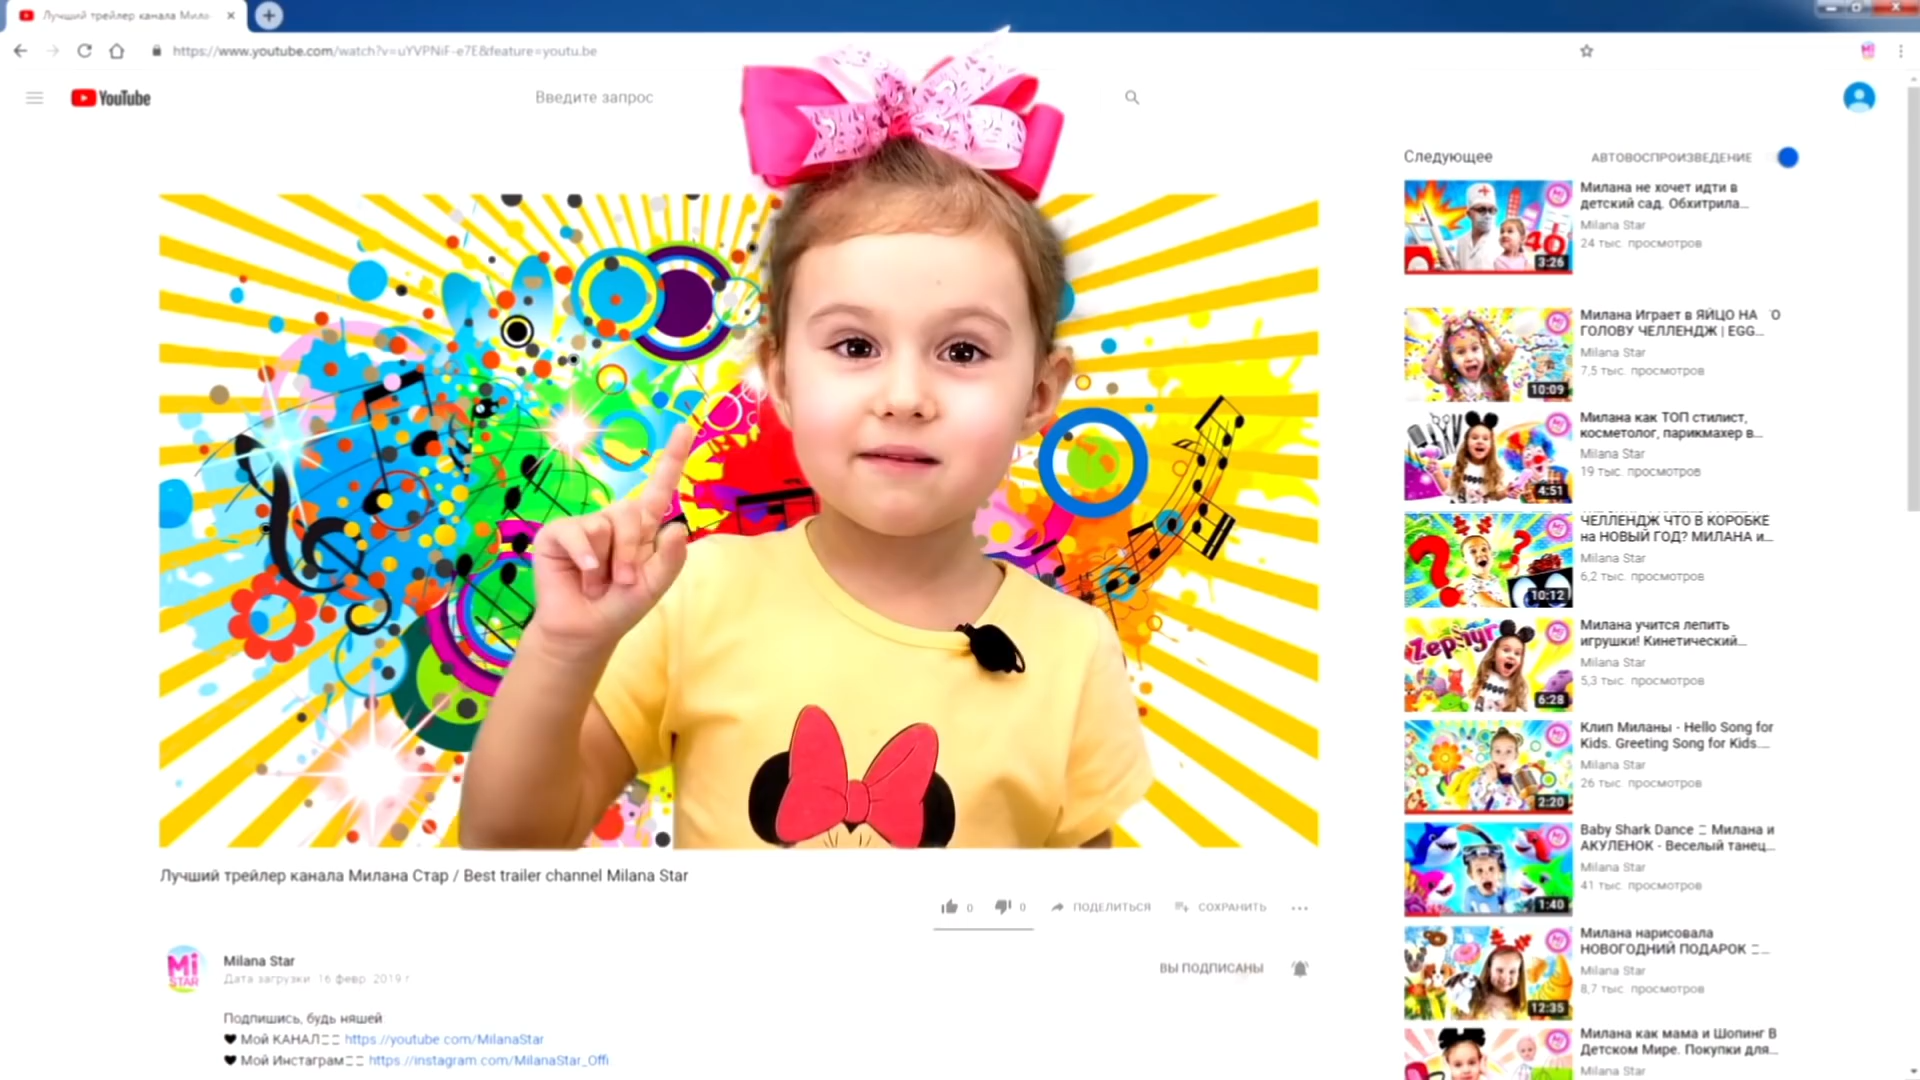 Лучший трейлер канала Мило
https://www.youtube.com/watch?v=uYVPNiF-e7E&feature=youtu.be
YouTube
Введите запрос
Следующее
АВТОВОСПРОИЗВЕДЕНИЕ
Милана не хочет идти в
детский сад. Обхитрила...
Milana Star
24 тыс. просмотров
40
3:26
Милана Играет в ЯЙЦО НА
ГОЛОВУ ЧЕЛЛЕНДЖ | EGG...
Milana Star
7,5 тыс. просмотров
10:09
Милана как ТОП стилист,
косметолог, парикмахер в...
Milana Star
19 тыс. просмотров
4:51
ЧЕЛЛЕНДЖ ЧТО В КОРОБКЕ
на НОВЫЙ ГОД? МИЛАНА и...
Milana Star
6,2 тыс. просмотров
10:12
Милана учится лепить
игрушки! Кинетический...
Milana Star
5,3 тыс. просмотров
Zephyr
6:28
Клип Миланы - Hello Song for
Kids. Greeting Song for Kids....
Milana Star
26 тыс. просмотров
2:20
Baby Shark Dance Милана и
АКУЛЕНОК - Веселый танец...
Milana Star
41 тыс. просмотров
1:40
Милана нарисовала
НОВОГОДНИЙ ПОДАРОК
Milana Star
8,7 тыс. просмотров
12:35
Милана как мама и Шопинг В
Детском Мире. Покупки для...
Milana Star
Лучший трейлер канала Милана Стар / Best trailer channel Milana Star
0
0
ПОДЕЛИТЬСЯ
СОХРАНИТЬ
Mi
STAR
Milana Star
Дата загрузки: 16 февр. 2019 г
ВЫ ПОДПИСАНЫ
Подпишись, будь няшей
♥ Мой КАНАЛ https://youtube.com/MilanaStar
♥ Мой Инстаграм https://instagram.com/MilanaStar_Offi